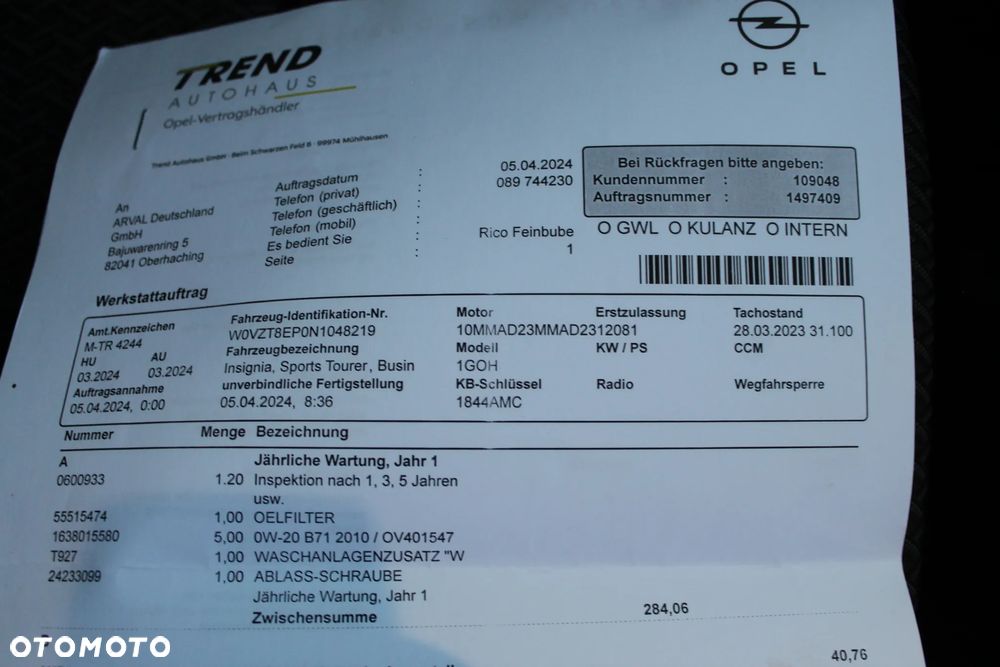 TREND
AUTOHAUS
Opel-Vertragshändler
OPEL
Trend Autohaus GmbH · Beim Schwarzen Feld 6 · 99974 Mühlhausen
An
ARVAL Deutschland
GmbH
Bajuwarenring 5
82041 Oberhaching
Auftragsdatum : 05.04.2024
Telefon (privat) : 089 744230
Telefon (geschäftlich) :
Telefon (mobil) :
Es bedient Sie : Rico Feinbube
Seite : 1
Bei Rückfragen bitte angeben:
Kundennummer : 109048
Auftragsnummer : 1497409
O GWL O KULANZ O INTERN
Werkstattauftrag
Amt.Kennzeichen
M-TR 4244
HU AU
03.2024 03.2024
Auftragsannahme
05.04.2024, 0:00
Fahrzeug-Identifikation-Nr.
W0VZT8EP0N1048219
Fahrzeugbezeichnung
Insignia, Sports Tourer, Busin
unverbindliche Fertigstellung
05.04.2024, 8:36
Motor
10MMAD23MMAD2312081
Modell
1GOH
KB-Schlüssel
1844AMC
Erstzulassung
KW / PS
Radio
Tachostand
28.03.2023 31.100
CCM
Wegfahrsperre
Nummer Menge Bezeichnung
A Jährliche Wartung, Jahr 1
0600933 1.20 Inspektion nach 1, 3, 5 Jahren
usw.
55515474 1,00 OELFILTER
1638015580 5,00 0W-20 B71 2010 / OV401547
T927 1,00 WASCHANLAGENZUSATZ "W
24233099 1,00 ABLASS-SCHRAUBE
Jährliche Wartung, Jahr 1
Zwischensumme 284,06
40,76
OTOMOTO